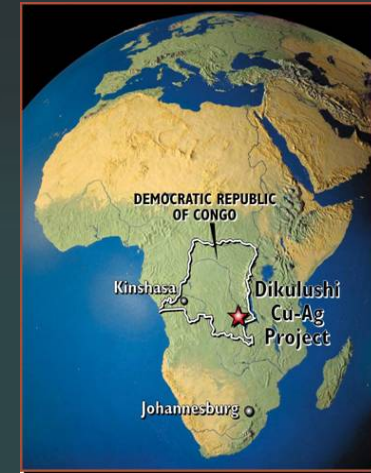 DEMOCRATIC REPUBLIC
OF CONGO
Kinshasa
Dikulushi
Cu-Ag
Project
Johannesburg